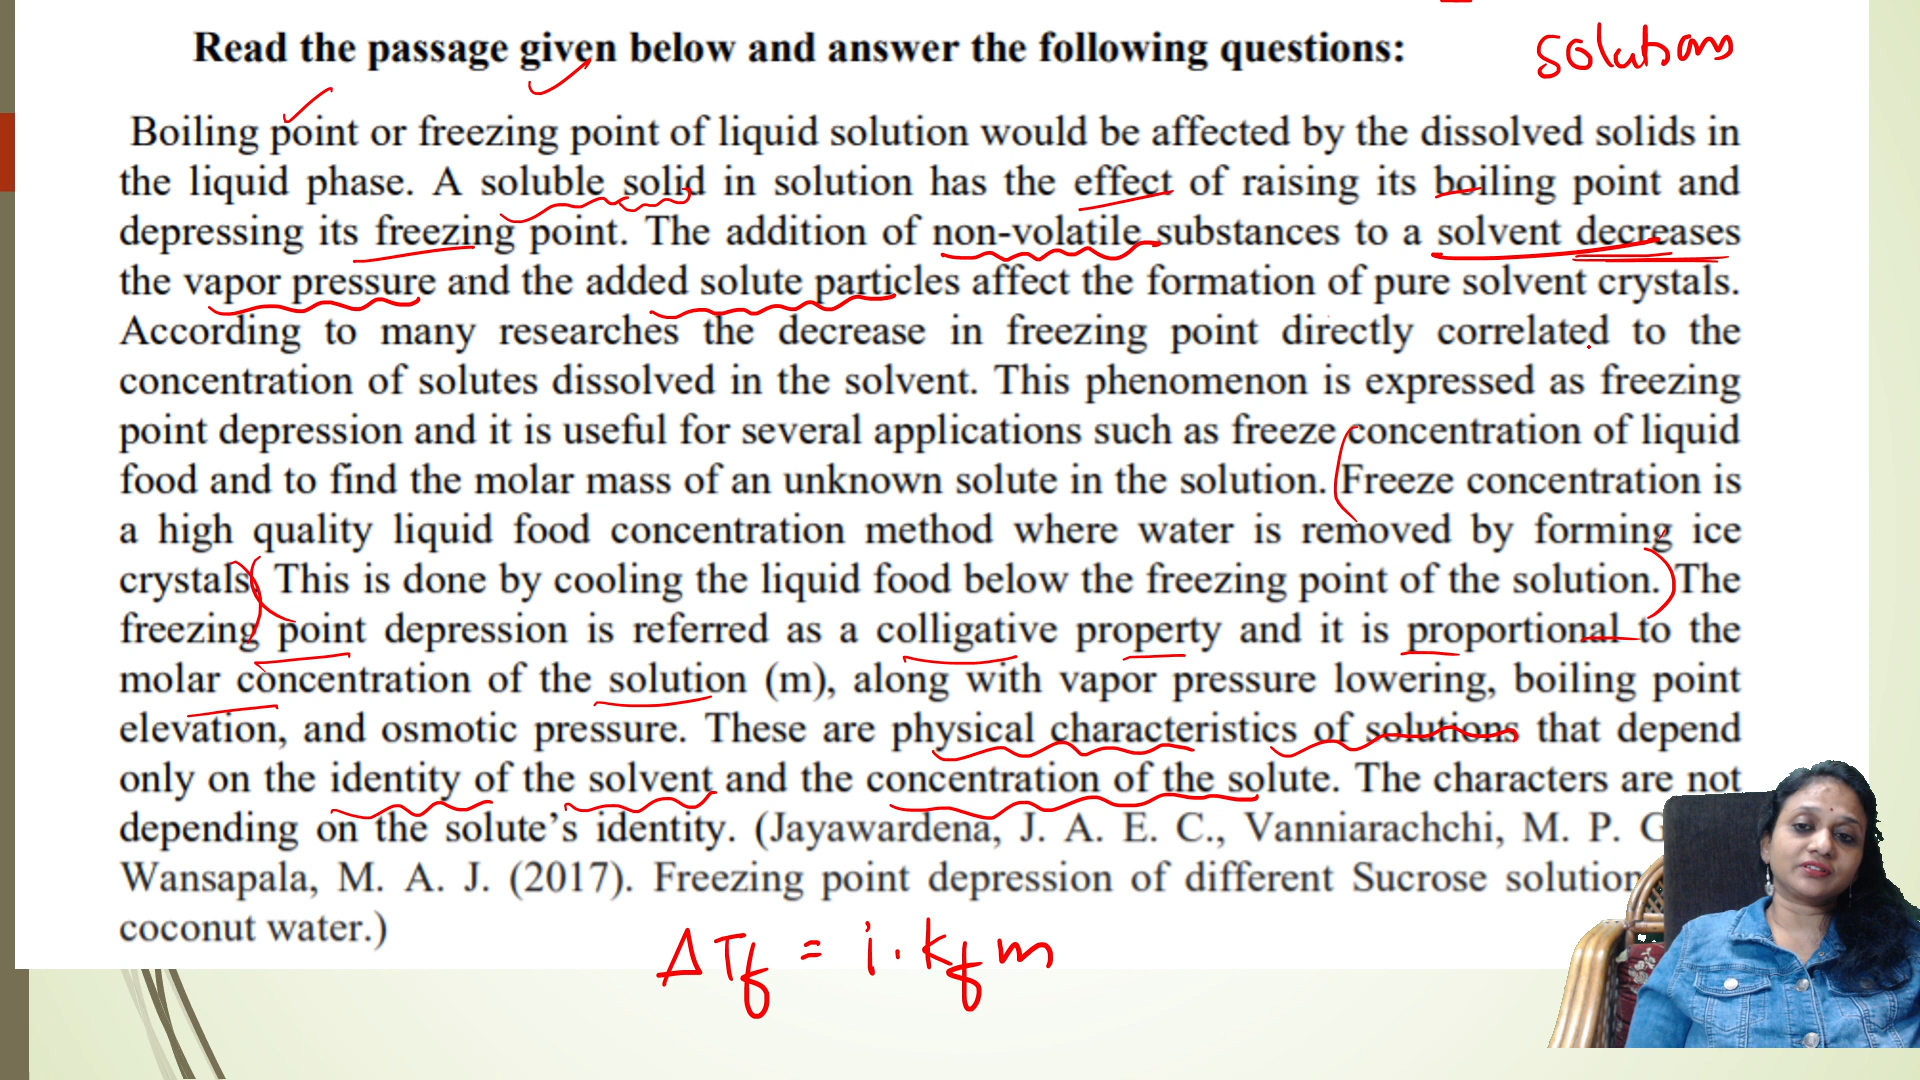 Read the passage given below and answer the following questions:
solutions
Boiling point or freezing point of liquid solution would be affected by the dissolved solids in
the liquid phase. A soluble solid in solution has the effect of raising its boiling point and
depressing its freezing point. The addition of non-volatile substances to a solvent decreases
the vapor pressure and the added solute particles affect the formation of pure solvent crystals.
According to many researches the decrease in freezing point directly correlated to the
concentration of solutes dissolved in the solvent. This phenomenon is expressed as freezing
point depression and it is useful for several applications such as freeze concentration of liquid
food and to find the molar mass of an unknown solute in the solution. Freeze concentration is
a high quality liquid food concentration method where water is removed by forming ice
crystals. This is done by cooling the liquid food below the freezing point of the solution. The
freezing point depression is referred as a colligative property and it is proportional to the
molar concentration of the solution (m), along with vapor pressure lowering, boiling point
elevation, and osmotic pressure. These are physical characteristics of solutions that depend
only on the identity of the solvent and the concentration of the solute. The characters are not
depending on the solute’s identity. (Jayawardena, J. A. E. C., Vanniarachchi, M. P. G
Wansapala, M. A. J. (2017). Freezing point depression of different Sucrose solution
coconut water.)
ΔTf = i. kf m